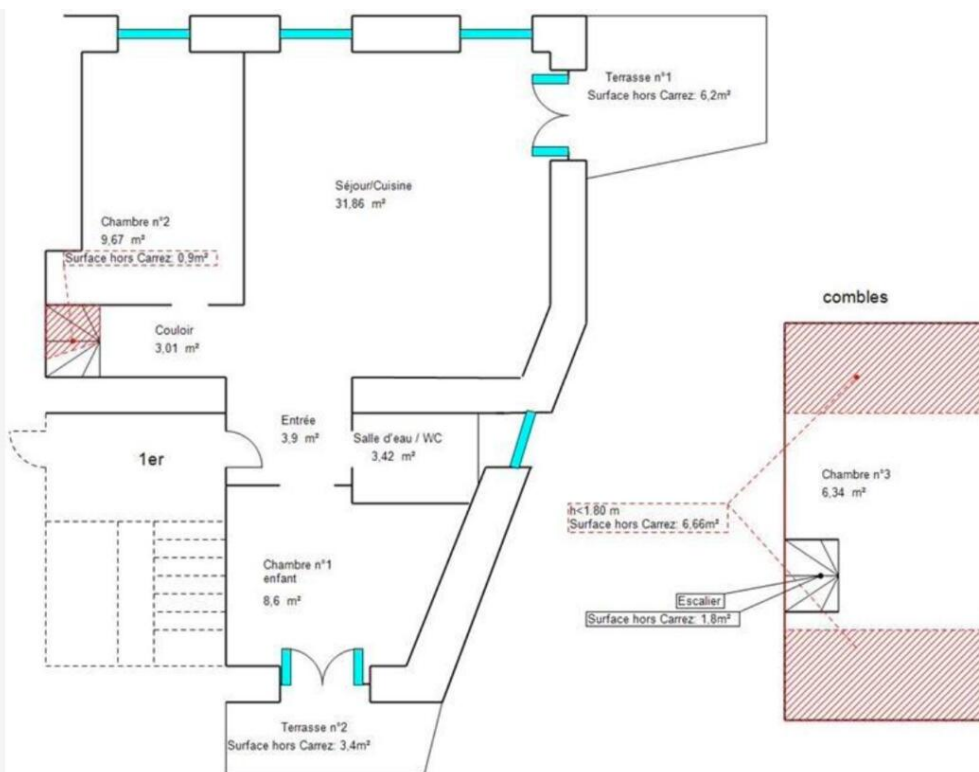 Terrasse n°1
Surface hors Carrez: 6,2m²
Séjour/Cuisine
31,86 m²
Chambre n°2
9,67 m²
Surface hors Carrez: 0,9m²
combles
Couloir
3,01 m²
Entrée
3,9 m²
Salle d'eau / WC
3,42 m²
1er
Chambre n°3
6,34 m²
h<1.80 m
Surface hors Carrez: 6,66m²
Chambre n°1
enfant
8,6 m²
Escalier
Surface hors Carrez: 1,8m²
Terrasse n°2
Surface hors Carrez: 3,4m²